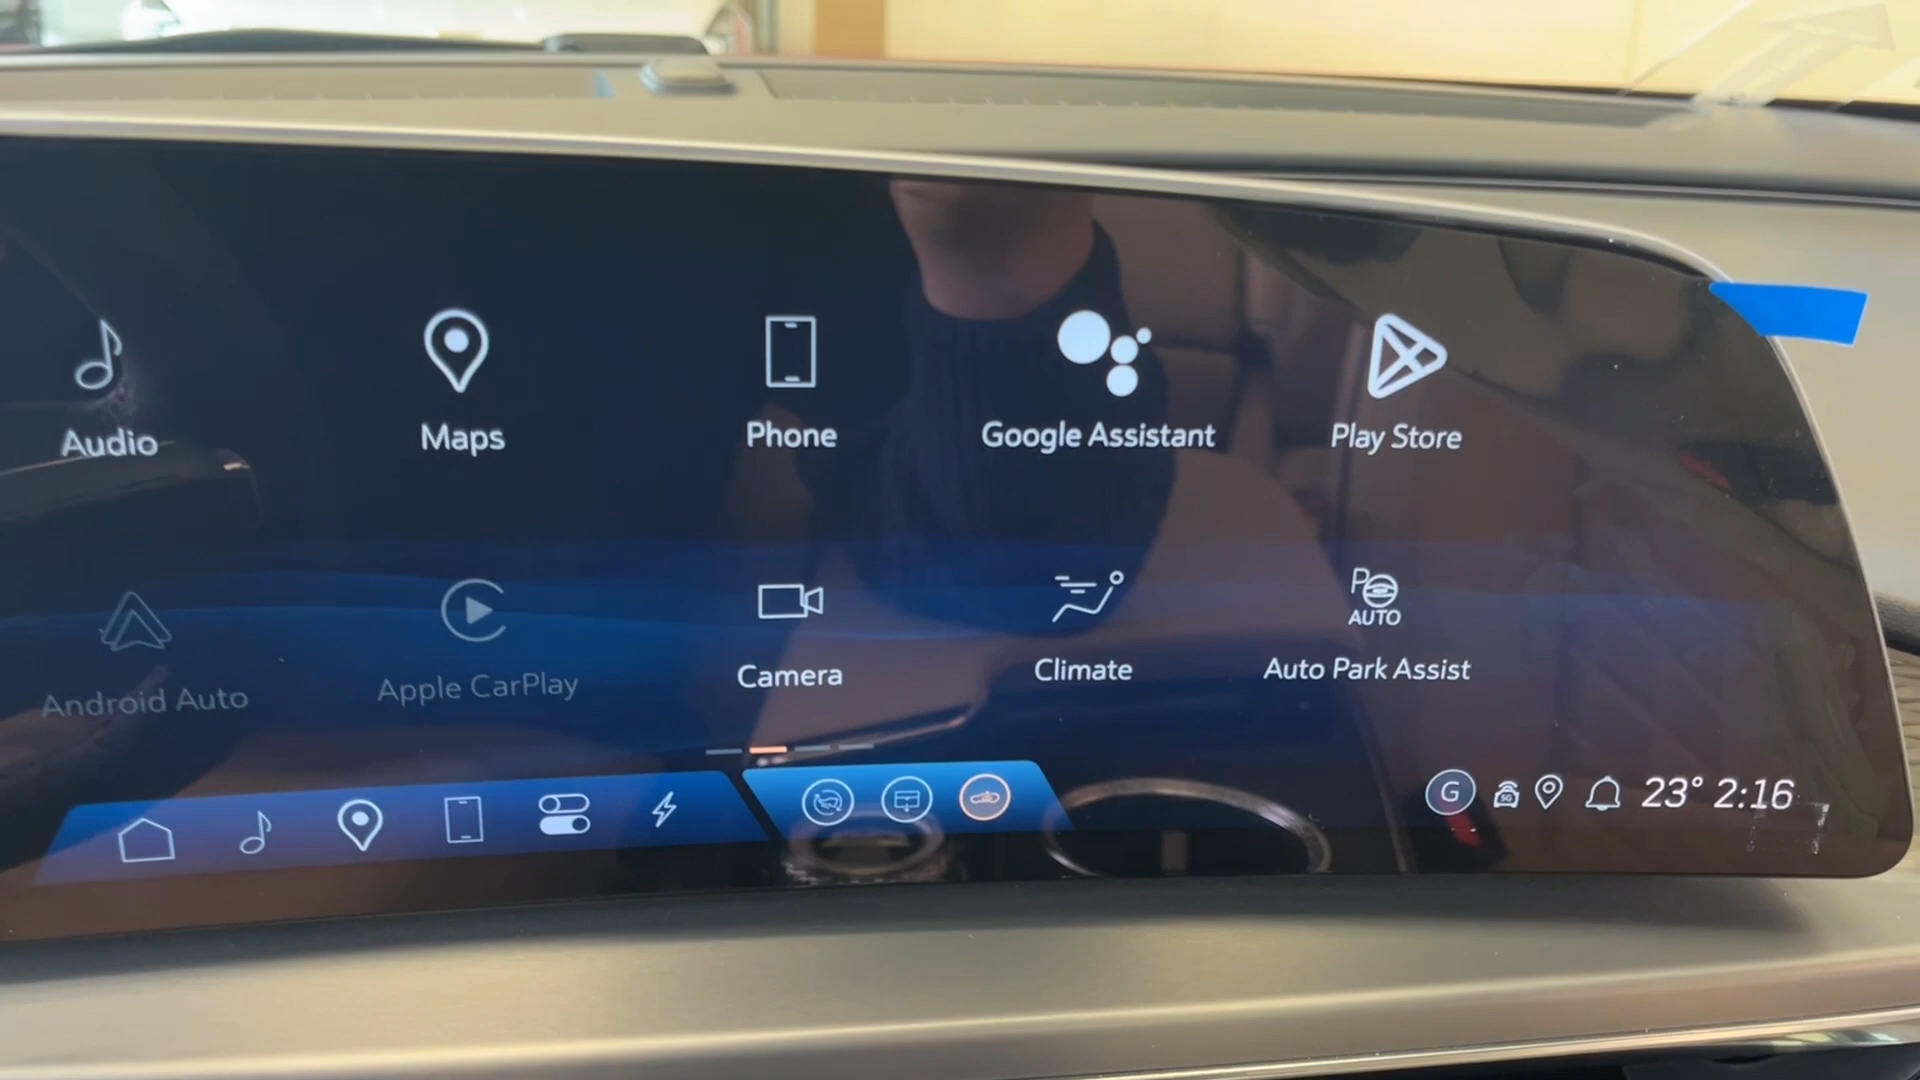 Audio
Maps
Phone
Google Assistant
Play Store
Android Auto
Apple CarPlay
Camera
Climate
P
AUTO
Auto Park Assist
G
5G
23° 2:16